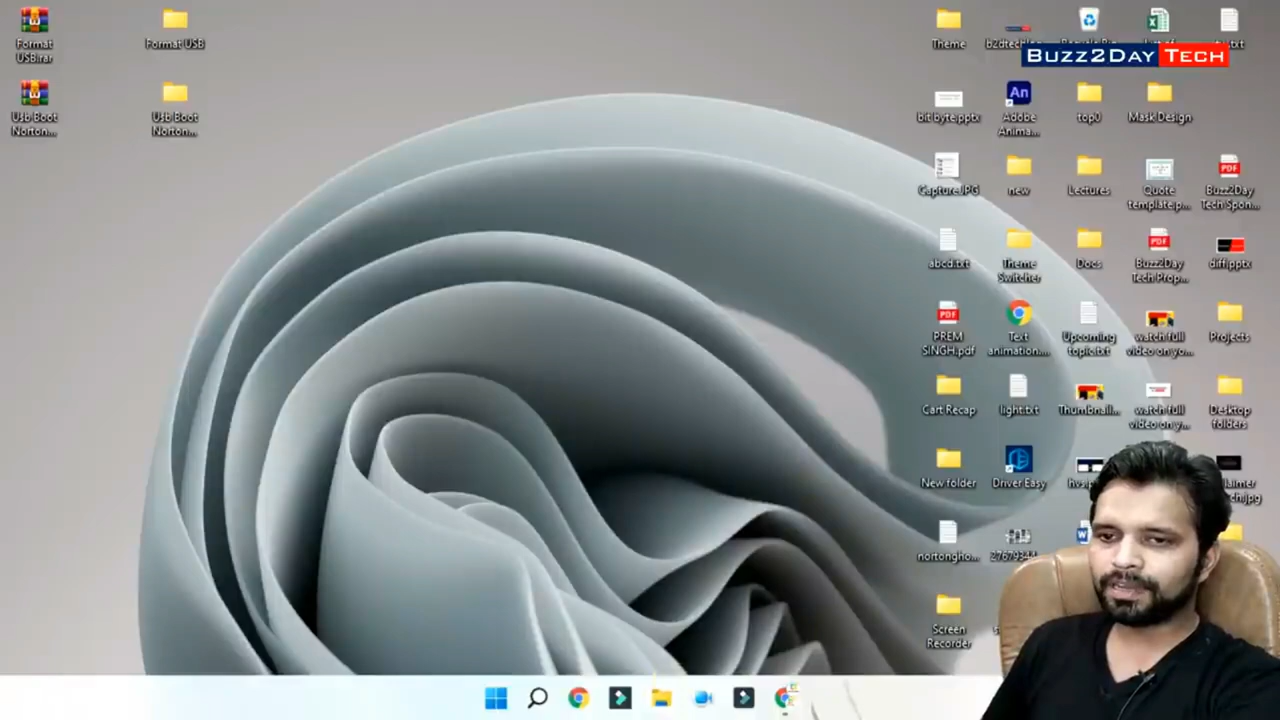 Format
USB.rar
Format USB
Usb Boot
Norton...
Usb Boot
Norton...
Theme
BUZZ2DAY TECH
bit byte.pptx
Adobe
Anima...
top0
Mask Design
Capture.JPG
new
Lectures
Quote
template.p...
Buzz2Day
Tech Spon...
abcd.txt
Theme
Switcher
Docs
Buzz2Day
Tech Prop...
diff.pptx
PREM
SINGH.pdf
Text
animation...
Upcoming
topic.txt
watch full
video on yo...
Projects
Cart Recap
light.txt
Thumbnail...
watch full
video on y...
Desktop
folders
New folder
Driver Easy
nortongho...
Screen
Recorder